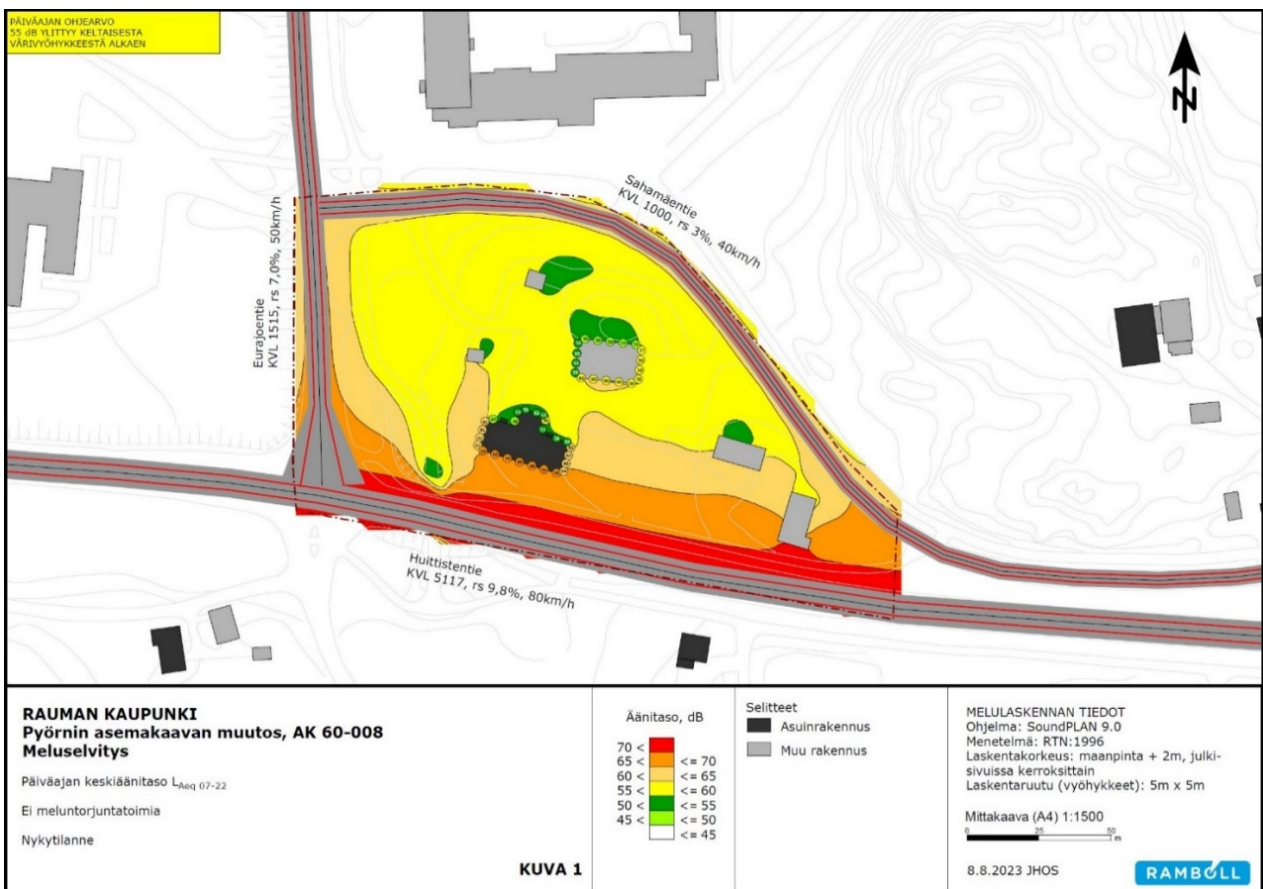 PÄIVÄAJAN OHJEARVO
55 dB YLITTYY KELTAISESTA
VÄRIVYÖHYKKEESTÄ ALKAEN
N
Sahamäentie
KVL 1000, rs 3%, 40km/h
Eurajoentie
KVL 1515, rs 7,0%, 50km/h
Huittistentie
KVL 5117, rs 9,8%, 80km/h
RAUMAN KAUPUNKI
Pyörnin asemakaavan muutos, AK 60-008
Meluselvitys
Päiväajan keskiäänitaso LAeq 07-22
Ei meluntorjuntatoimia
Nykytilanne
KUVA 1
Äänitaso, dB
70 <
65 < <= 70
60 < <= 65
55 < <= 60
50 < <= 55
45 < <= 50
<= 45
Selitteet
Asuinrakennus
Muu rakennus
MELULASKENNAN TIEDOT
Ohjelma: SoundPLAN 9.0
Menetelmä: RTN:1996
Laskentakorkeus: maanpinta + 2m, julki-
sivuissa kerroksittain
Laskentaruutu (vyöhykkeet): 5m x 5m
Mittakaava (A4) 1:1500
0 25 50
m
8.8.2023 JHOS
RAMBOLL